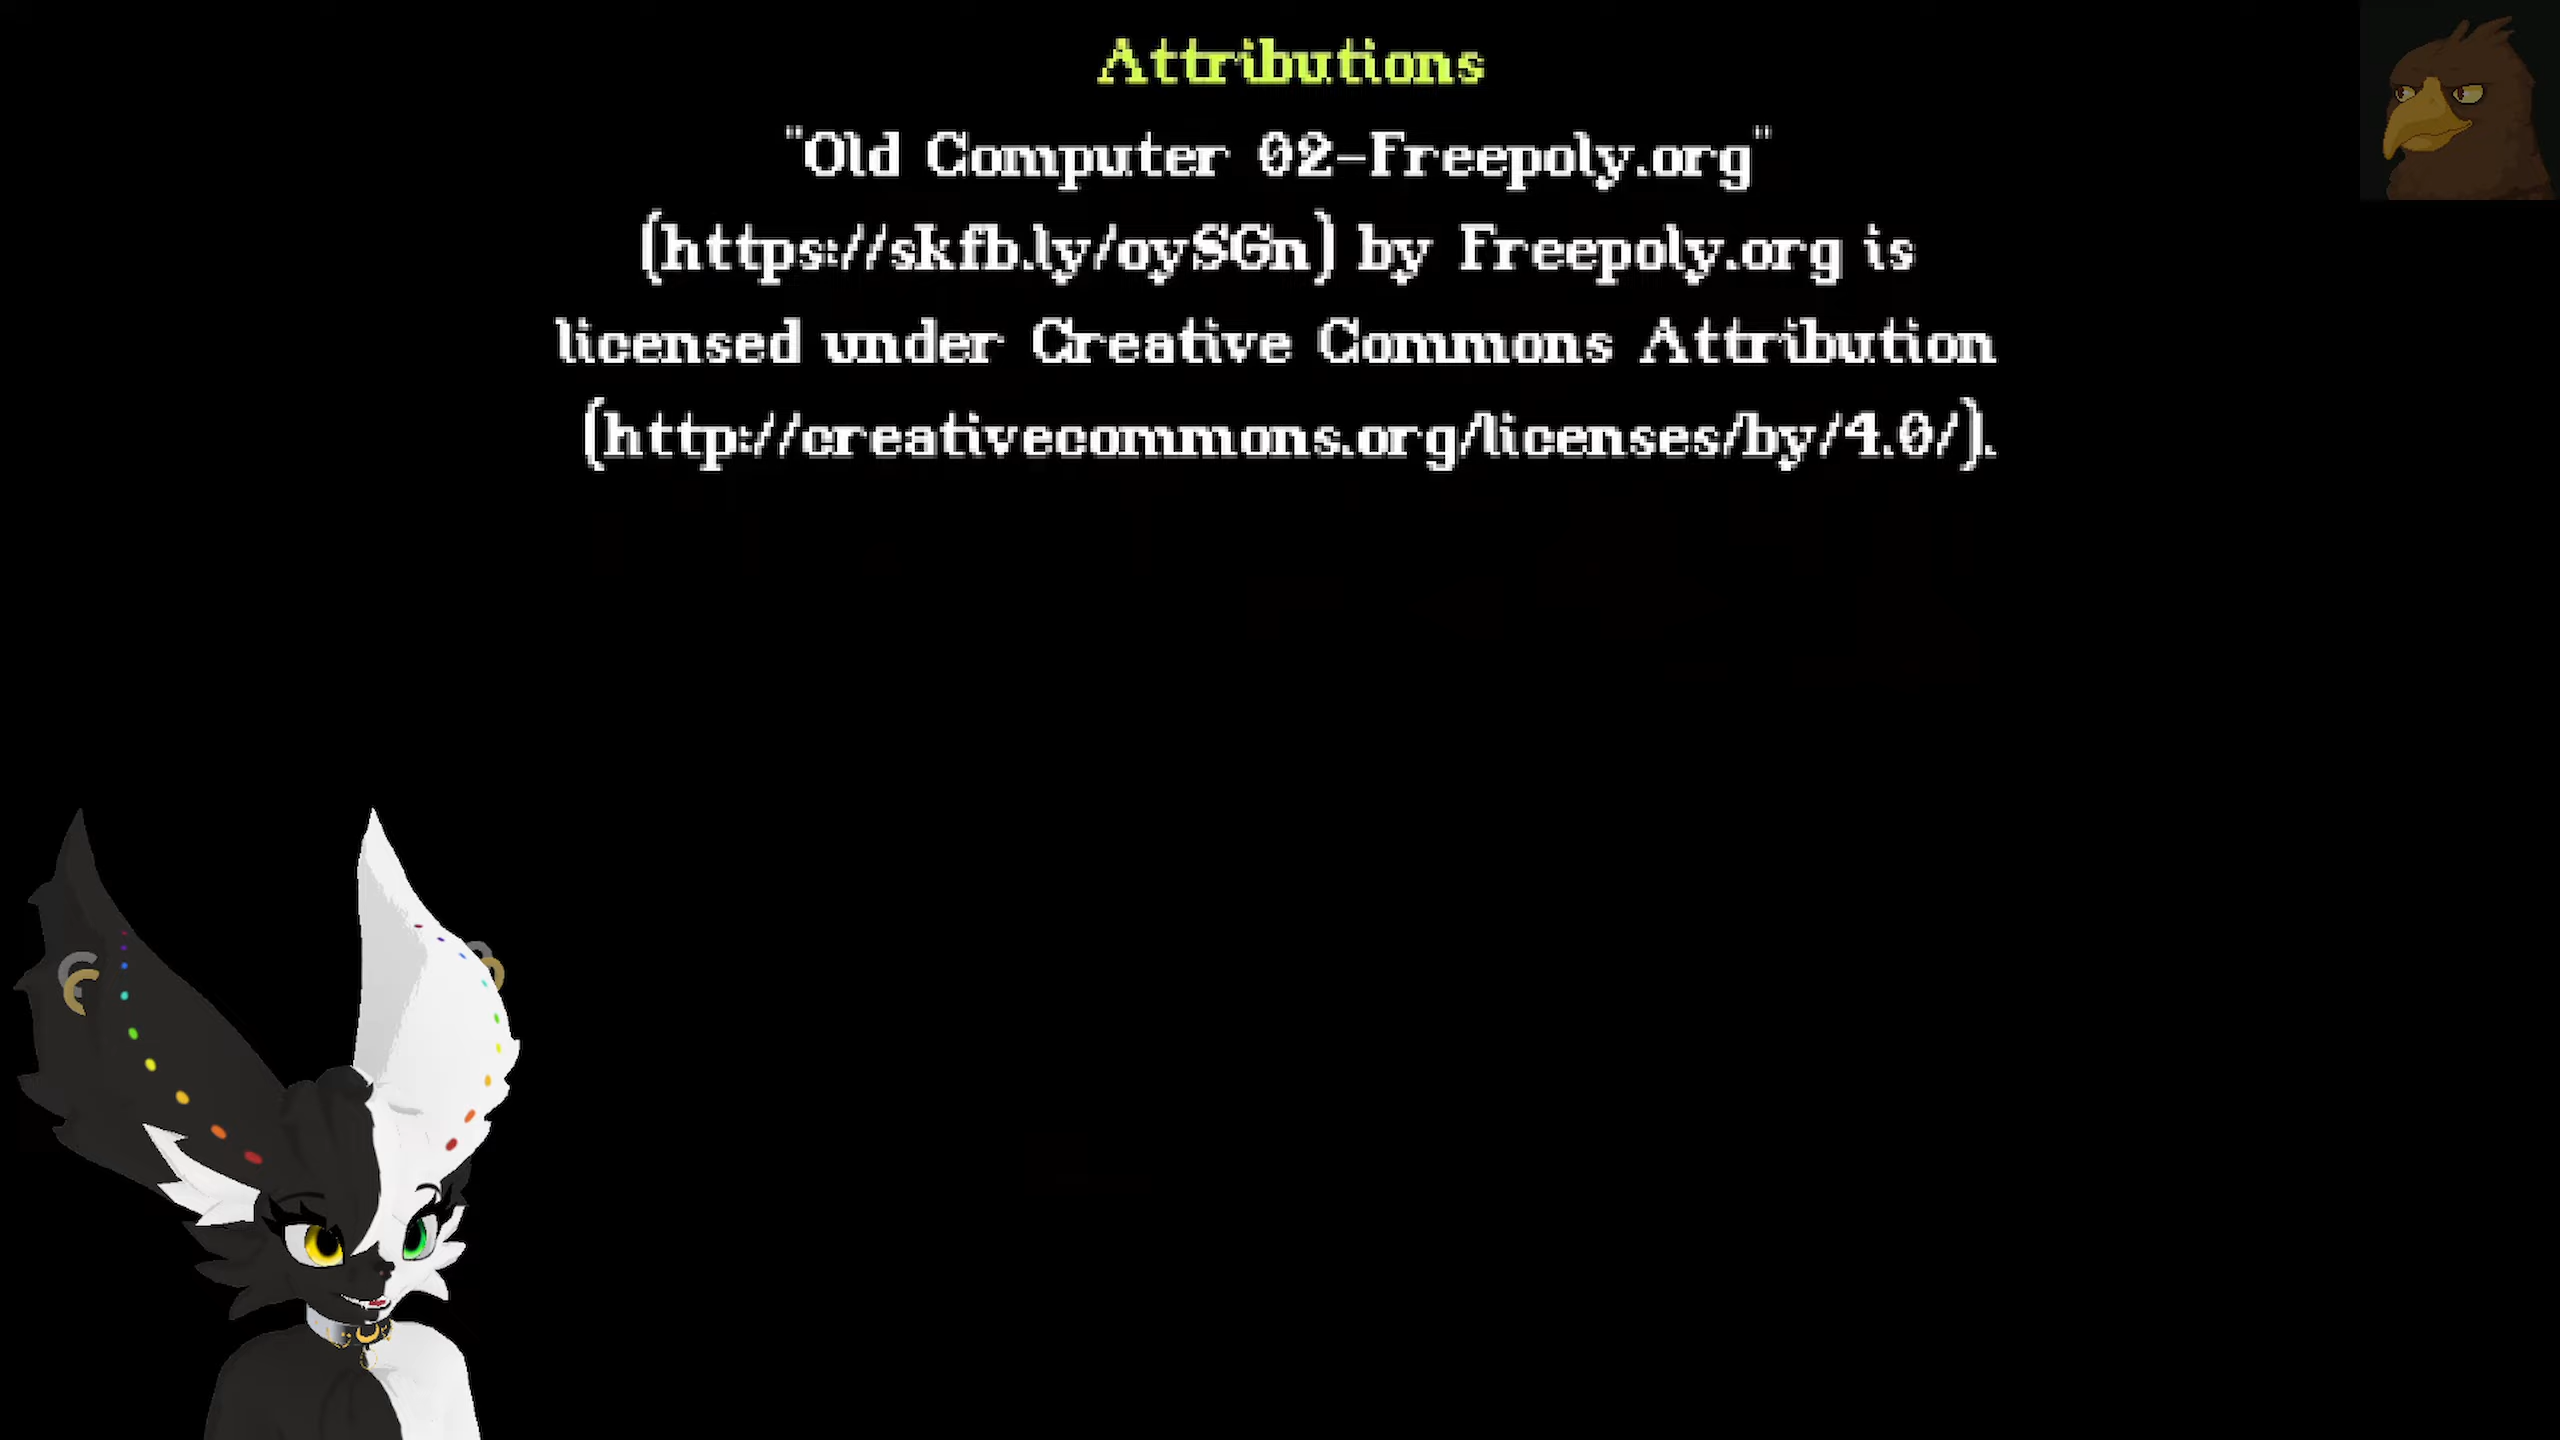 Attributions
"Old Computer 02-Freepoly.org"
(https://skfb.ly/oySGn) by Freepoly.org is
licensed under Creative Commons Attribution
(http://creativecommons.org/licenses/by/4.0/).